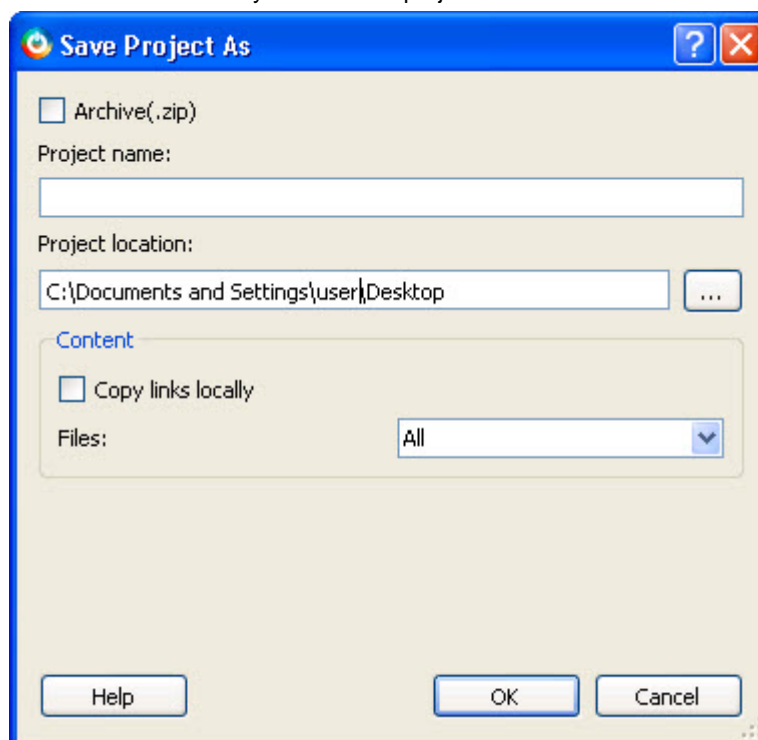 Save Project As
Archive(.zip)
Project name:
Project location:
C:\Documents and Settings\user\Desktop
...
Content
Copy links locally
Files:
All
Help
OK
Cancel